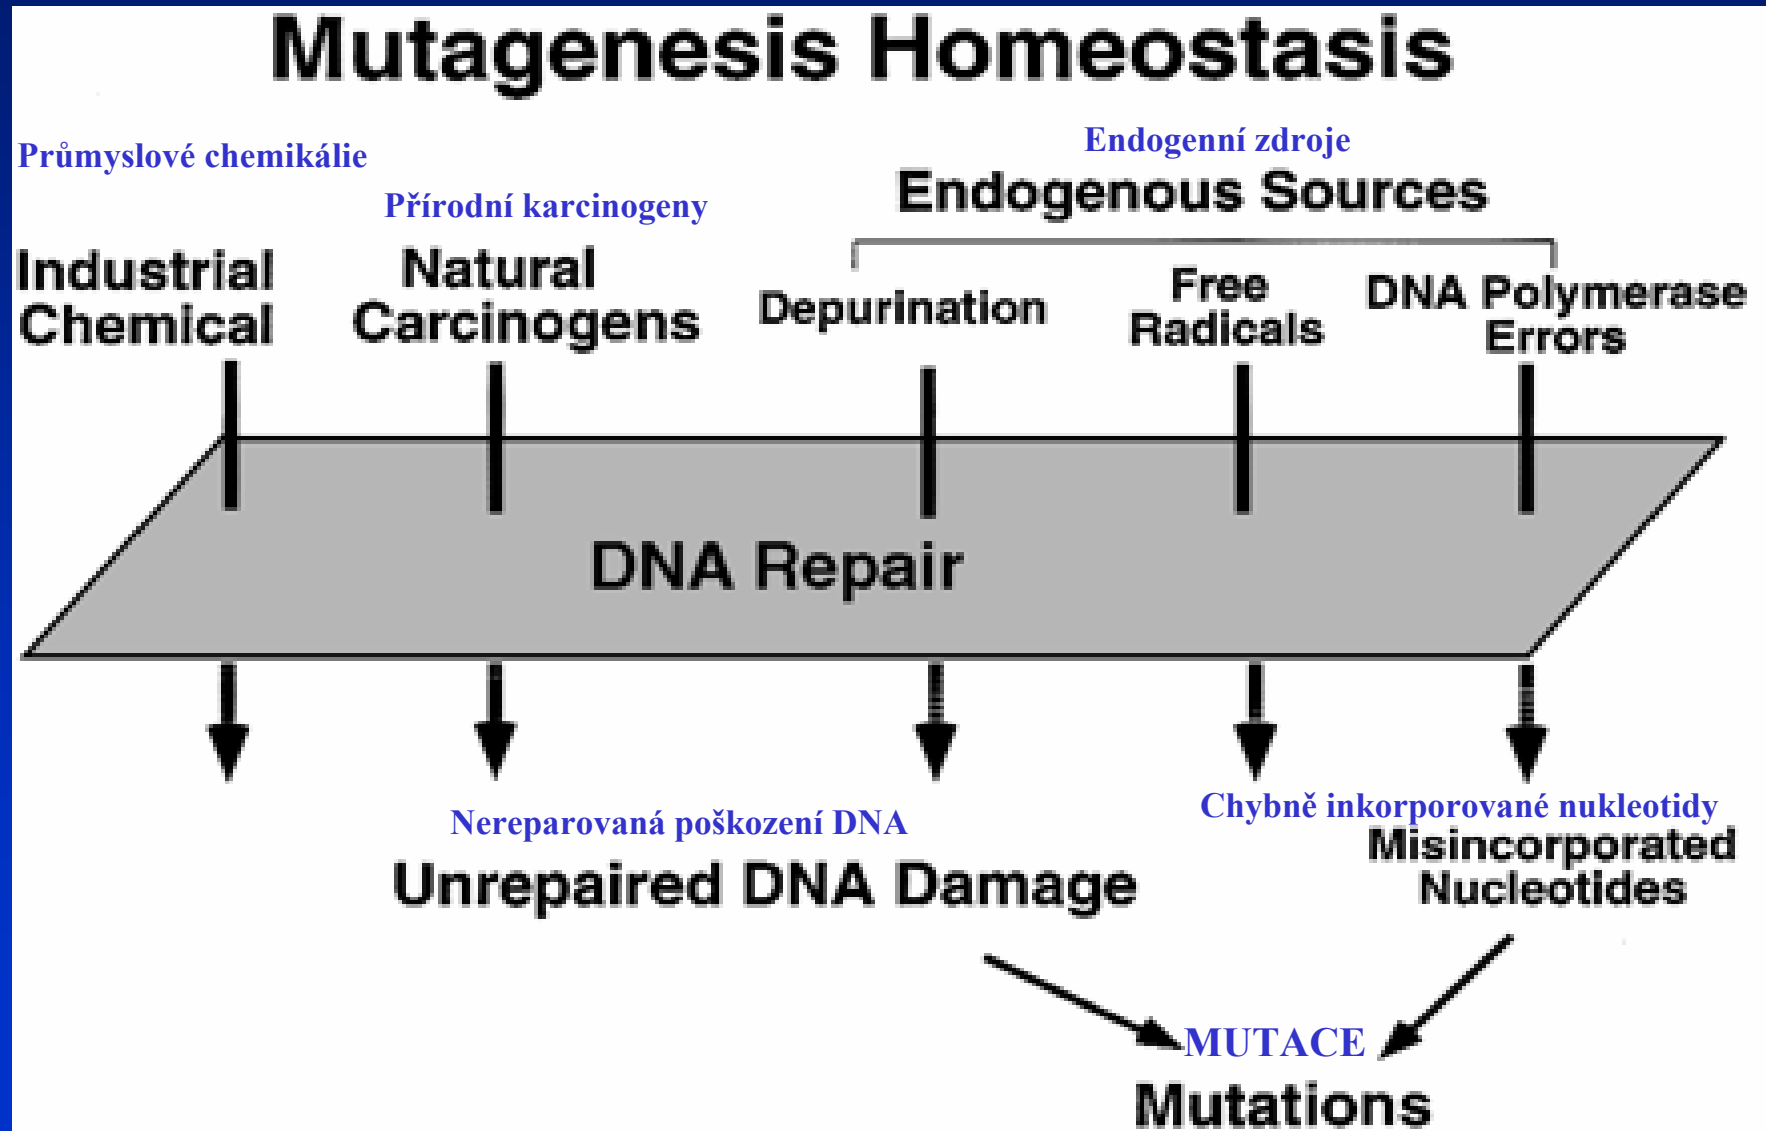 Mutagenesis Homeostasis
Průmyslové chemikálie
Přírodní karcinogeny
Endogenní zdroje
Endogenous Sources
Industrial
Chemical
Natural
Carcinogens
Depurination
Free
Radicals
DNA Polymerase
Errors
DNA Repair
Nereparovaná poškození DNA
Unrepaired DNA Damage
Chybně inkorporované nukleotidy
Misincorporated
Nucleotides
MUTACE
Mutations